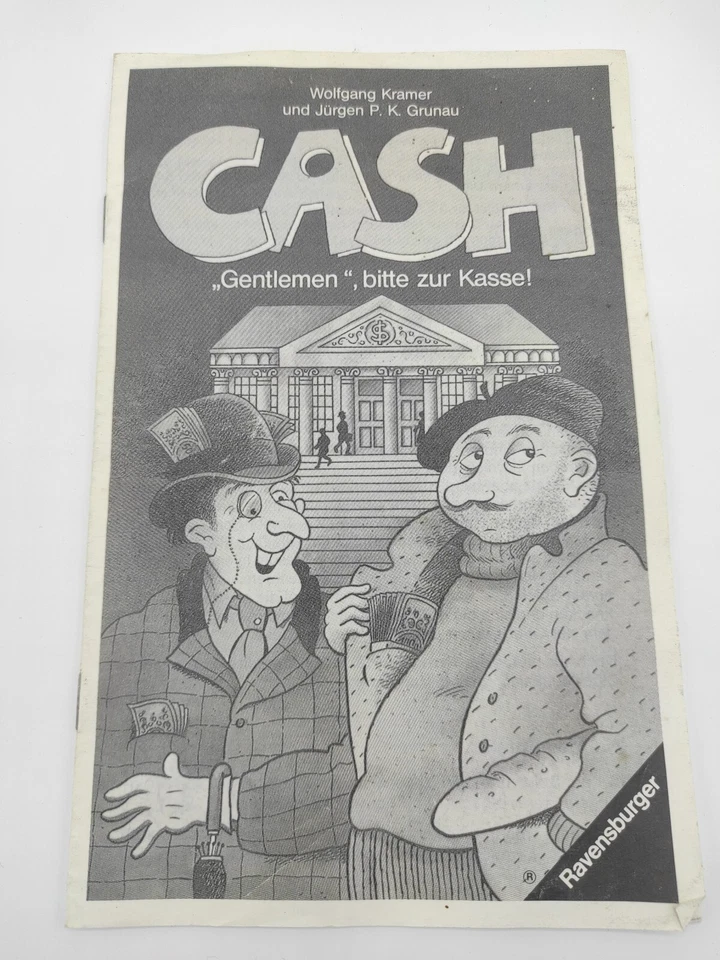 Wolfgang Kramer
und Jürgen P. K. Grunau
CASH
„Gentlemen “, bitte zur Kasse!
$
Ravensburger
®